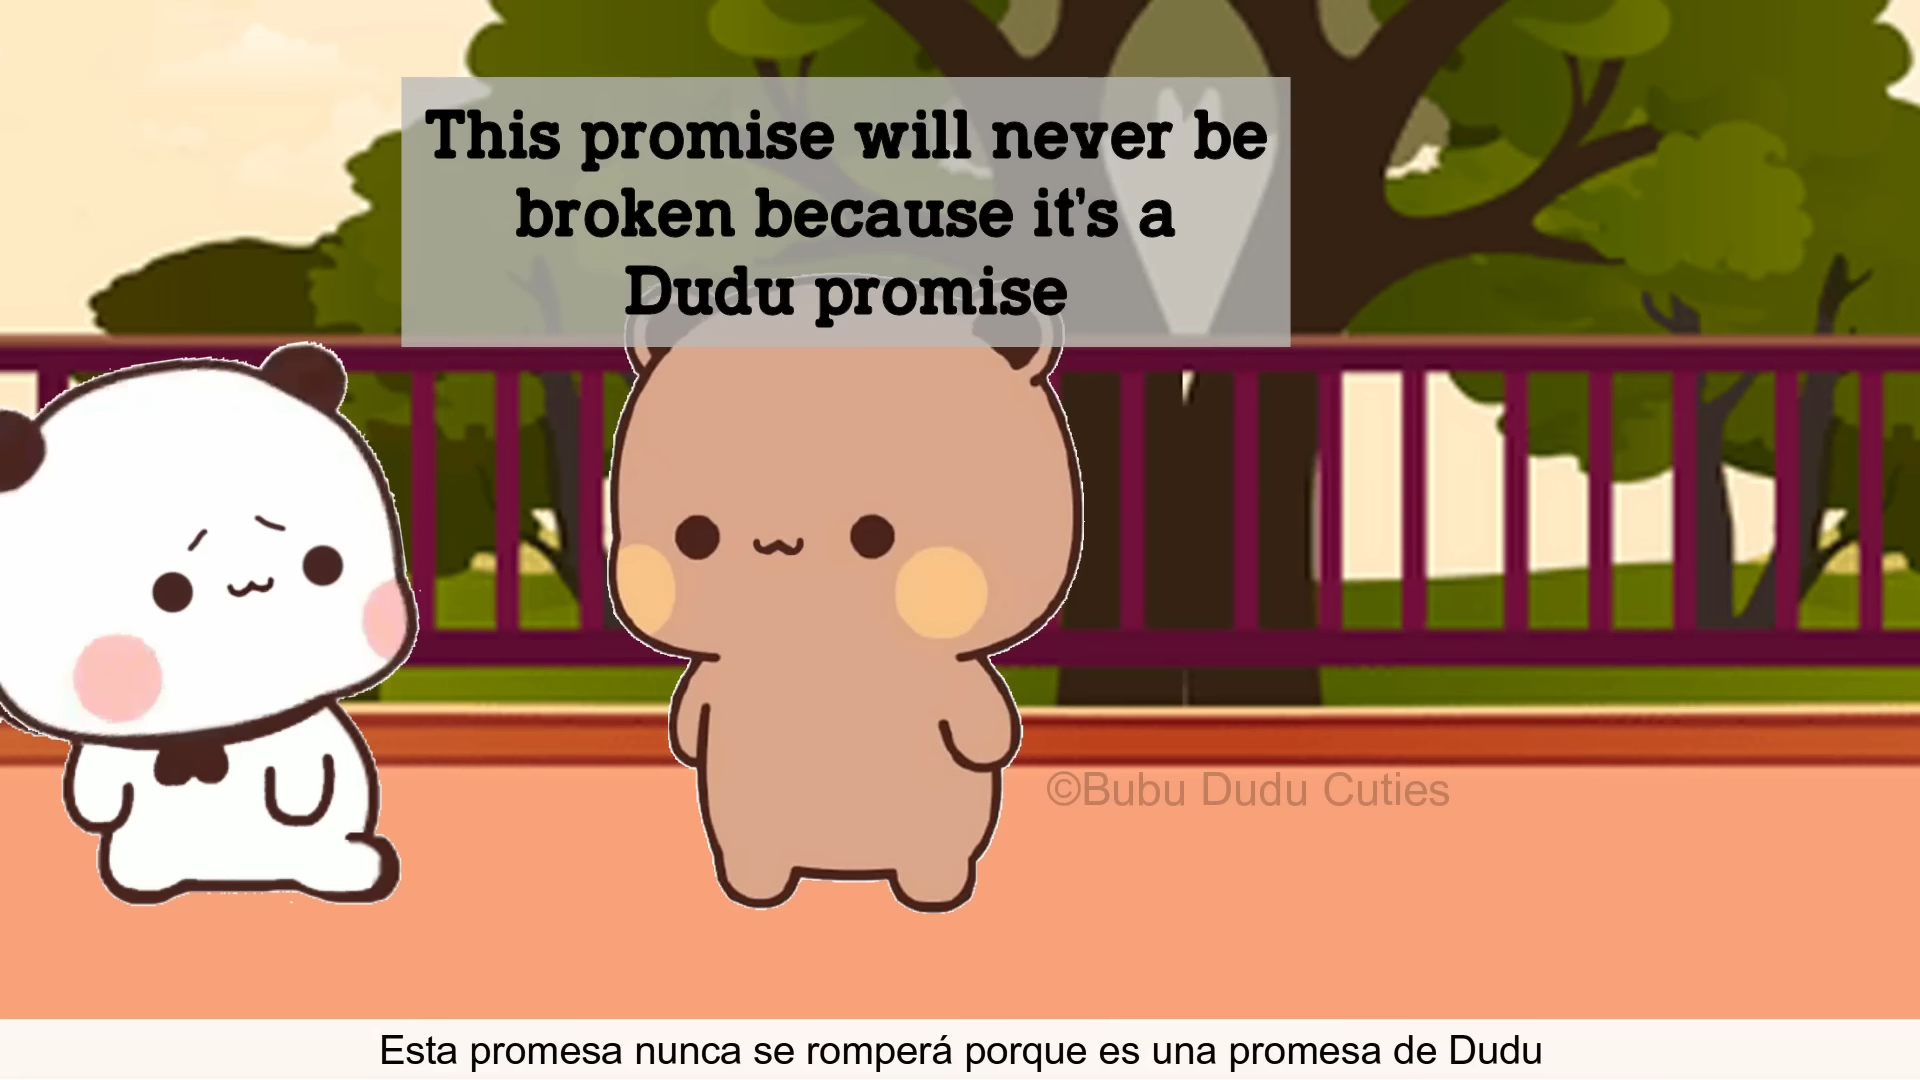 This promise will never be
broken because it's a
Dudu promise
©Bubu Dudu Cuties
Esta promesa nunca se romperá porque es una promesa de Dudu